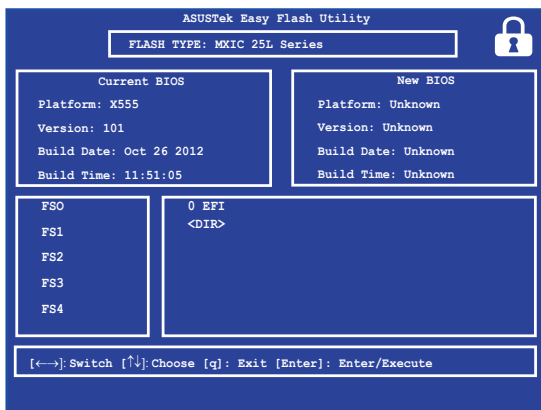 ASUSTek Easy Flash Utility
FLASH TYPE: MXIC 25L Series
Current BIOS
Platform: X555
Version: 101
Build Date: Oct 26 2012
Build Time: 11:51:05
New BIOS
Platform: Unknown
Version: Unknown
Build Date: Unknown
Build Time: Unknown
FSO
FS1
FS2
FS3
FS4
0 EFI
<DIR>
[←→]: Switch [↑↓]: Choose [q]: Exit [Enter]: Enter/Execute